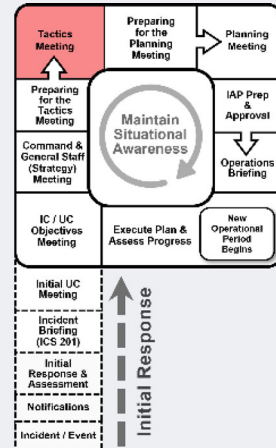 Tactics
Meeting
Preparing
for the
Planning
Meeting
Planning
Meeting
Preparing
for the
Tactics
Meeting
Maintain
Situational
Awareness
IAP Prep
&
Approval
Command &
General Staff
(Strategy)
Meeting
Operations
Briefing
IC / UC
Objectives
Meeting
Execute Plan &
Assess Progress
New
Operational
Period
Begins
Initial UC
Meeting
Incident
Briefing
(ICS 201)
Initial
Response &
Assessment
Notifications
Incident / Event
Initial Response